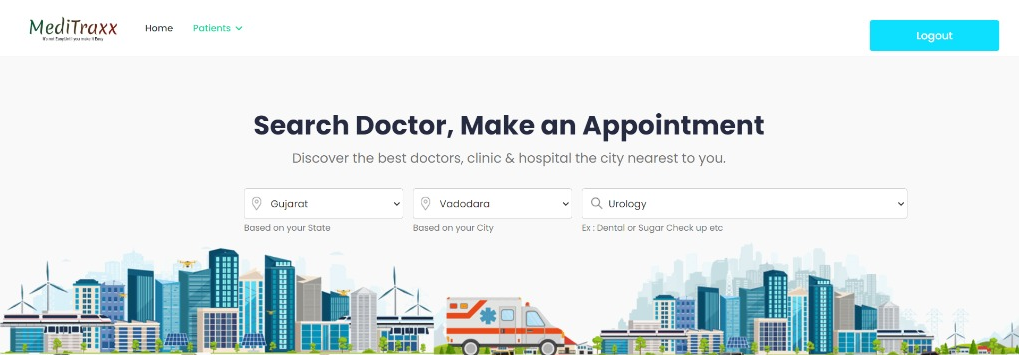 MediTraxx
Home
Patients
Logout
Search Doctor, Make an Appointment
Discover the best doctors, clinic & hospital the city nearest to you.
Gujarat
Vadodara
Urology
Based on your State
Based on your City
Ex : Dental or Sugar Check up etc